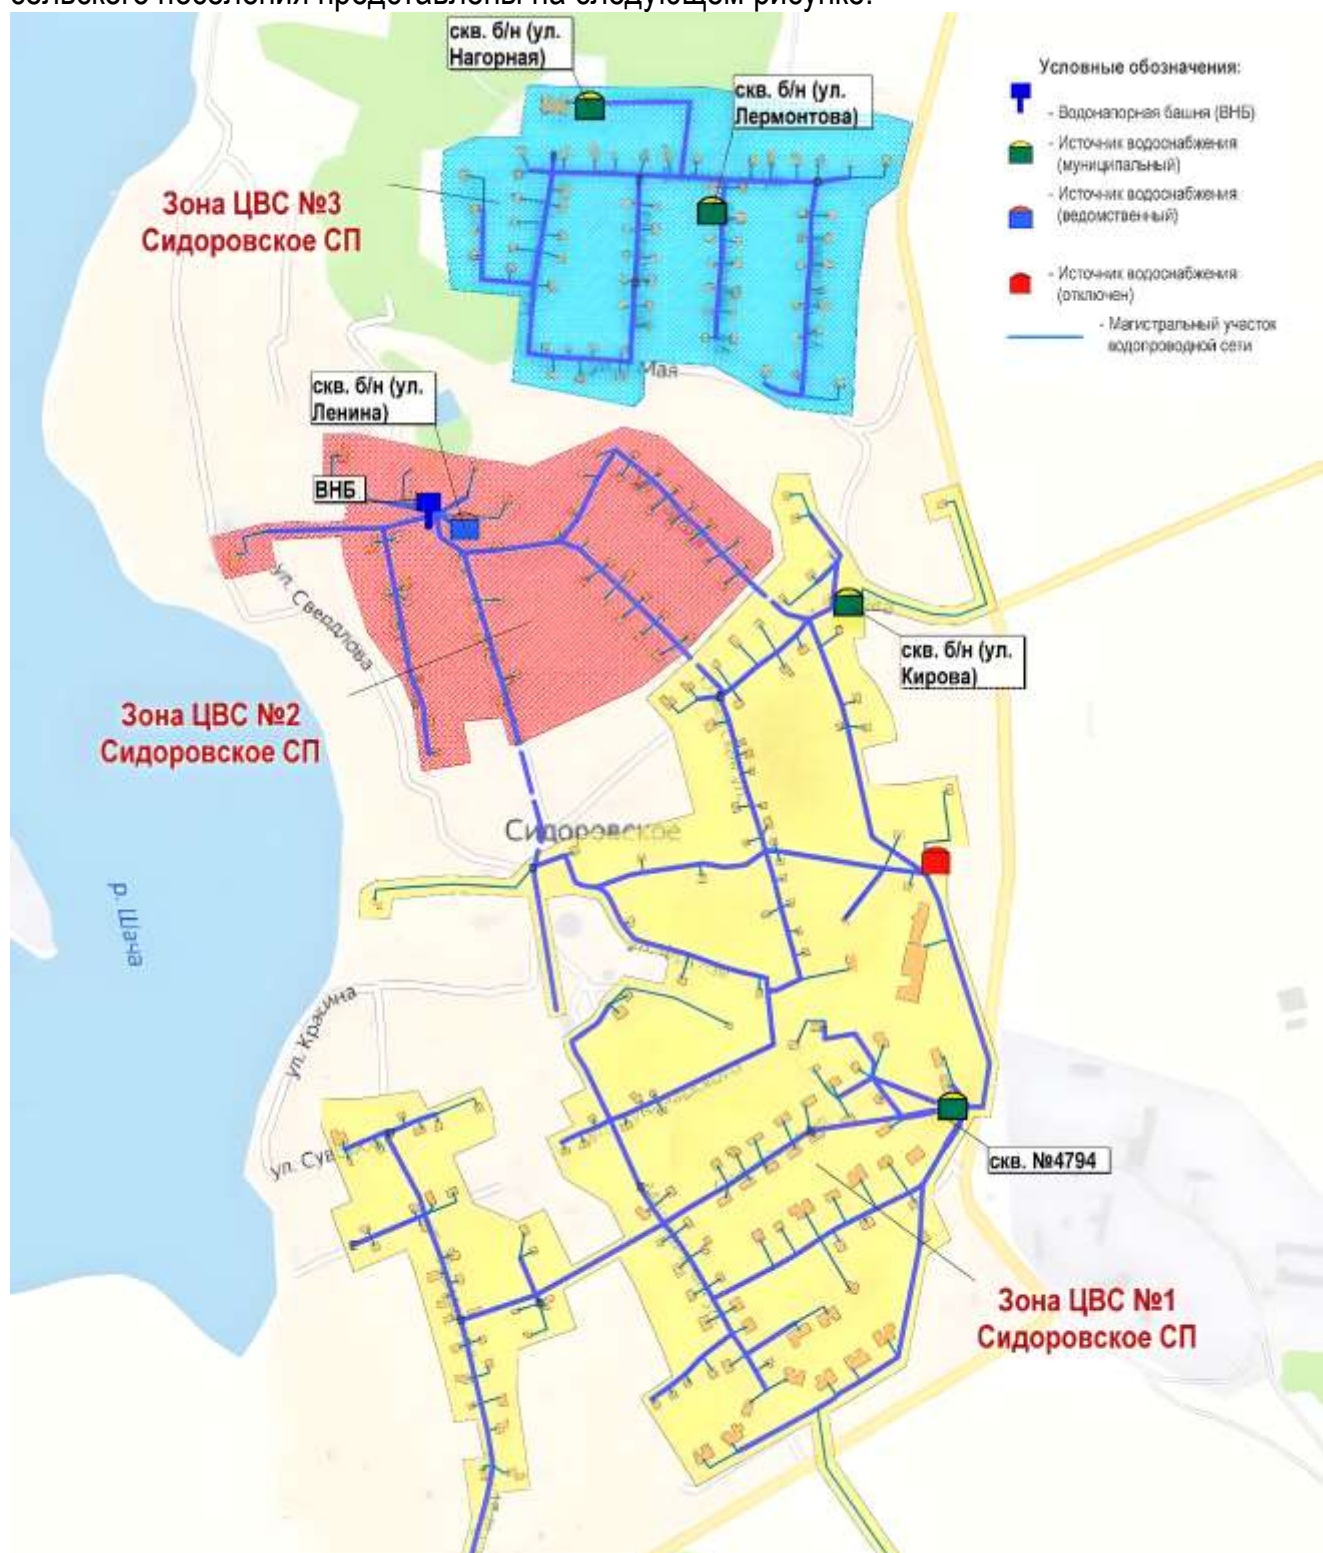 сельского поселения представлены на следующем рисунке.
скв. б/н (ул.
Нагорная)
скв. б/н (ул.
Лермонтова)
Условные обозначения:
- Водонапорная башня (ВНБ)
- Источник водоснабжения
(муниципальный)
- Источник водоснабжения
(ведомственный)
- Источник водоснабжения
(отключен)
- Магистральный участок
водопроводной сети
Зона ЦВС №3
Сидоровское СП
Мая
скв. б/н (ул.
Ленина)
ВНБ
ул. Свердлова
скв. б/н (ул.
Кирова)
Зона ЦВС №2
Сидоровское СП
Сидоровское
р. Шача
ул. Кракина
ул. Сув
скв. №4794
Зона ЦВС №1
Сидоровское СП